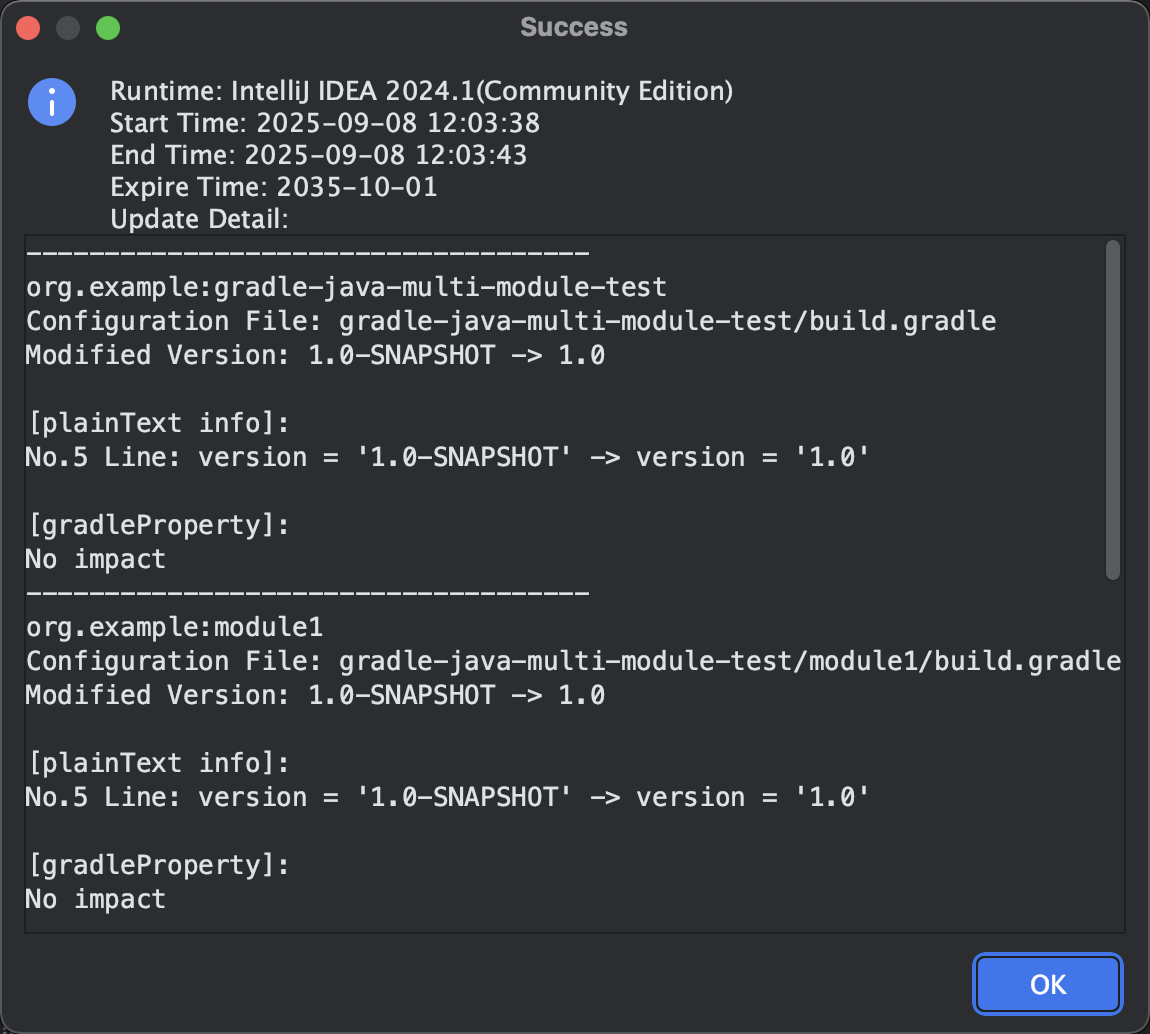 Success
Runtime: IntelliJ IDEA 2024.1(Community Edition)
Start Time: 2025-09-08 12:03:38
End Time: 2025-09-08 12:03:43
Expire Time: 2035-10-01
Update Detail:
------------------------------------
org.example:gradle-java-multi-module-test
Configuration File: gradle-java-multi-module-test/build.gradle
Modified Version: 1.0-SNAPSHOT -> 1.0
[plainText info]:
No.5 Line: version = '1.0-SNAPSHOT' -> version = '1.0'
[gradleProperty]:
No impact
------------------------------------
org.example:module1
Configuration File: gradle-java-multi-module-test/module1/build.gradle
Modified Version: 1.0-SNAPSHOT -> 1.0
[plainText info]:
No.5 Line: version = '1.0-SNAPSHOT' -> version = '1.0'
[gradleProperty]:
No impact
OK